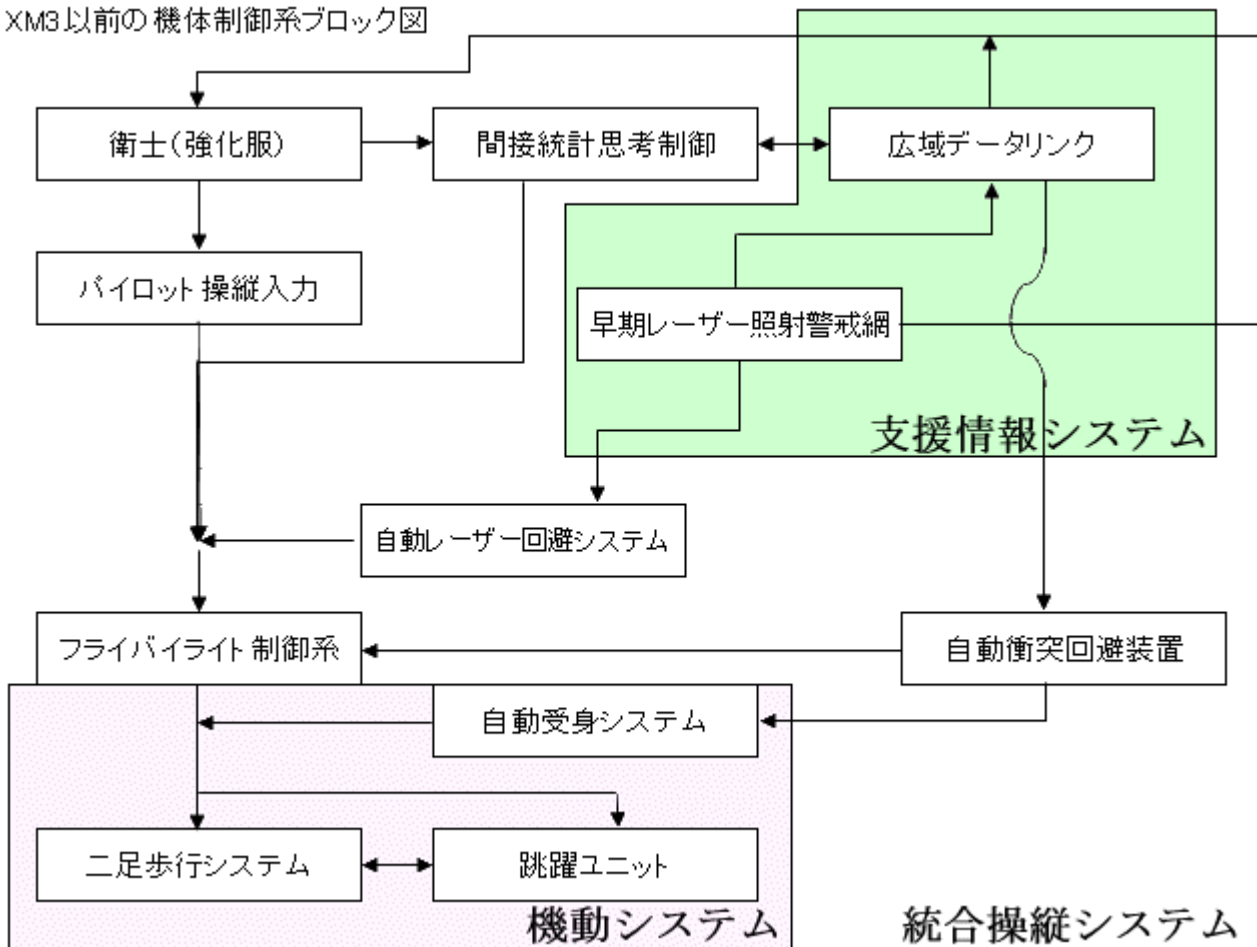 XM3以前の機体制御系ブロック図
衛士(強化服)
間接統計思考制御
広域データリンク
パイロット操縦入力
早期レーザー照射警戒網
支援情報システム
自動レーザー回避システム
フライバイライト制御系
自動衝突回避装置
自動受身システム
二足歩行システム
跳躍ユニット
機動システム
統合操縦システム